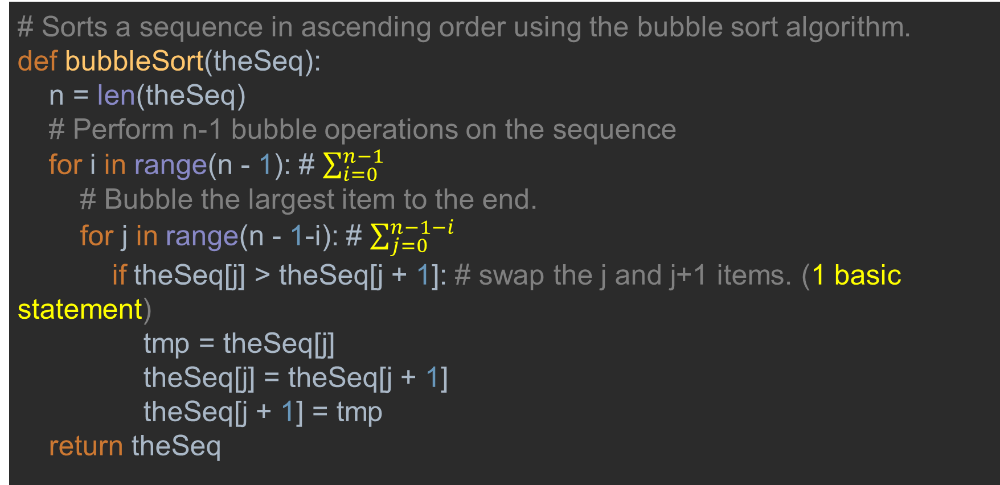 # Sorts a sequence in ascending order using the bubble sort algorithm.
def bubbleSort(theSeq):
n = len(theSeq)
# Perform n-1 bubble operations on the sequence
for i in range(n - 1): # ∑_{i=0}^{n−1}
# Bubble the largest item to the end.
for j in range(n - 1-i): # ∑_{j=0}^{n−1−i}
if theSeq[j] > theSeq[j + 1]: # swap the j and j+1 items. (1 basic
statement)
tmp = theSeq[j]
theSeq[j] = theSeq[j + 1]
theSeq[j + 1] = tmp
return theSeq